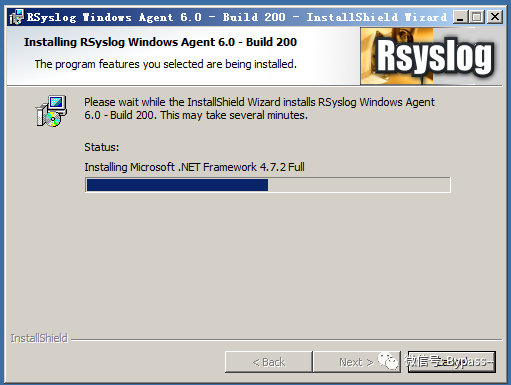 RSyslog Windows Agent 6.0 - Build 200 - InstallShield Wizard
Installing RSyslog Windows Agent 6.0 - Build 200
The program features you selected are being installed.
Rsyslog
Please wait while the InstallShield Wizard installs RSyslog Windows Agent
6.0 - Build 200. This may take several minutes.
Status:
Installing Microsoft .NET Framework 4.7.2 Full
InstallShield
< Back
Next >
微信号: Bypass--